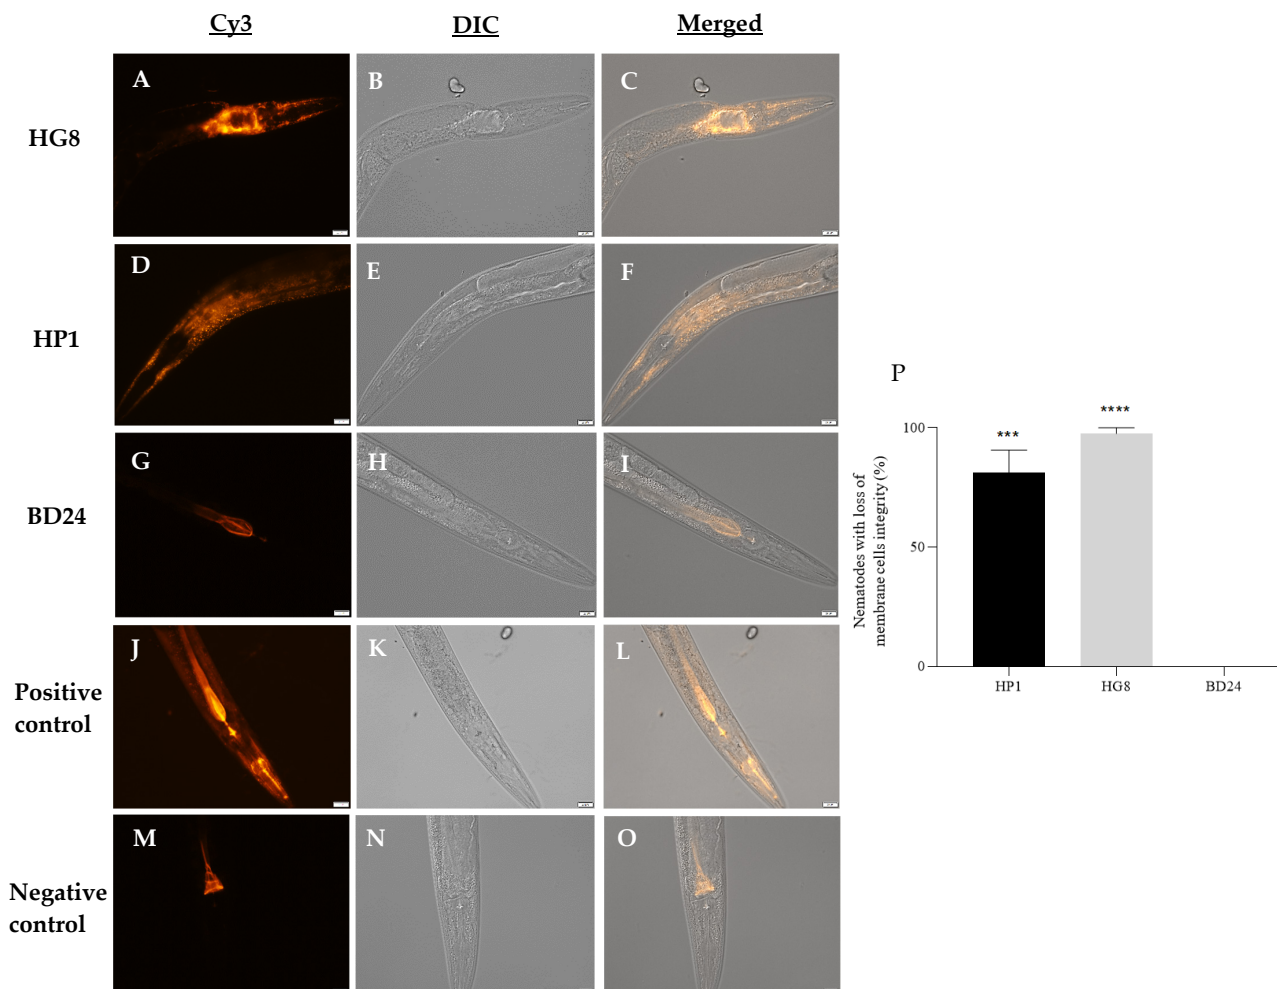 Cy3
DIC
Merged
HG8
A
B
C
HP1
D
E
F
BD24
G
H
I
Positive
control
J
K
L
Negative
control
M
N
O
P
Nematodes with loss of
membrane cells integrity (%)
100
50
0
***
****
HP1
HG8
BD24